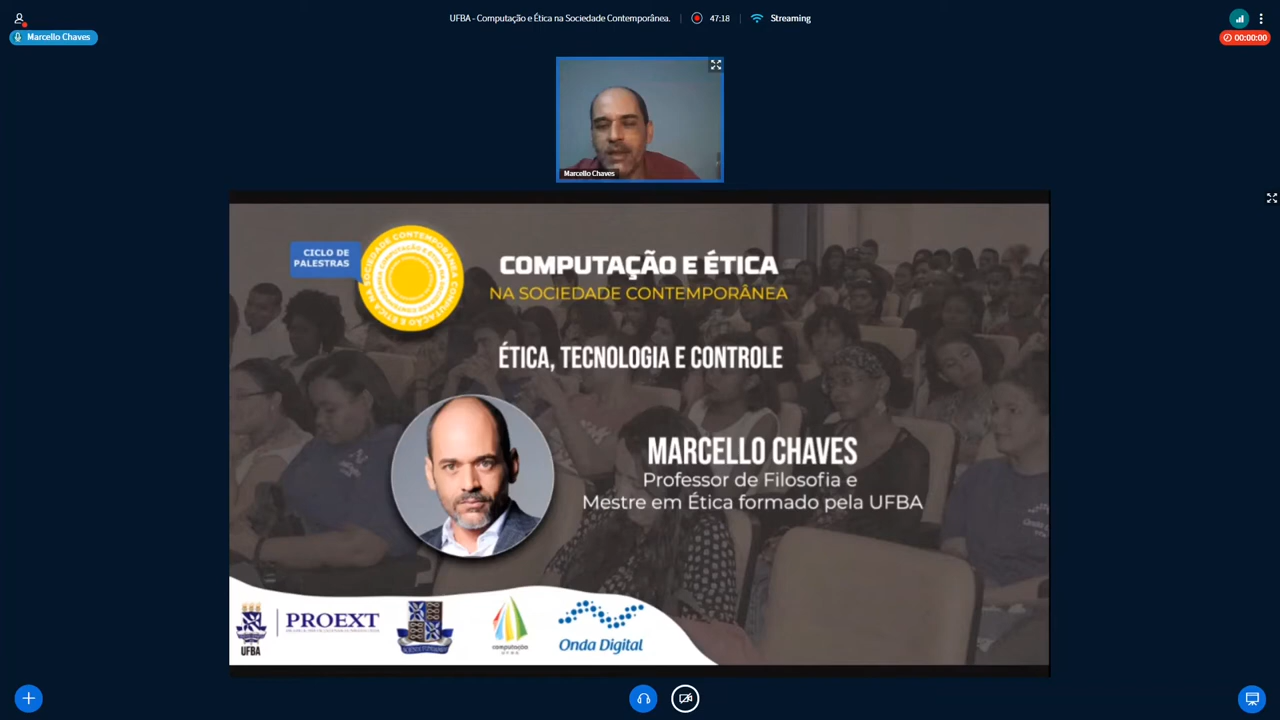 UFBA - Computação e Ética na Sociedade Contemporânea.
47:18
Streaming
Marcello Chaves
00:00:00
Marcello Chaves
CICLO DE
PALESTRAS
COMPUTAÇÃO E ÉTICA
NA SOCIEDADE CONTEMPORÂNEA
ÉTICA, TECNOLOGIA E CONTROLE
MARCELLO CHAVES
Professor de Filosofia e
Mestre em Ética formado pela UFBA
UFBA
PROEXT
computação
UFBA
Onda Digital